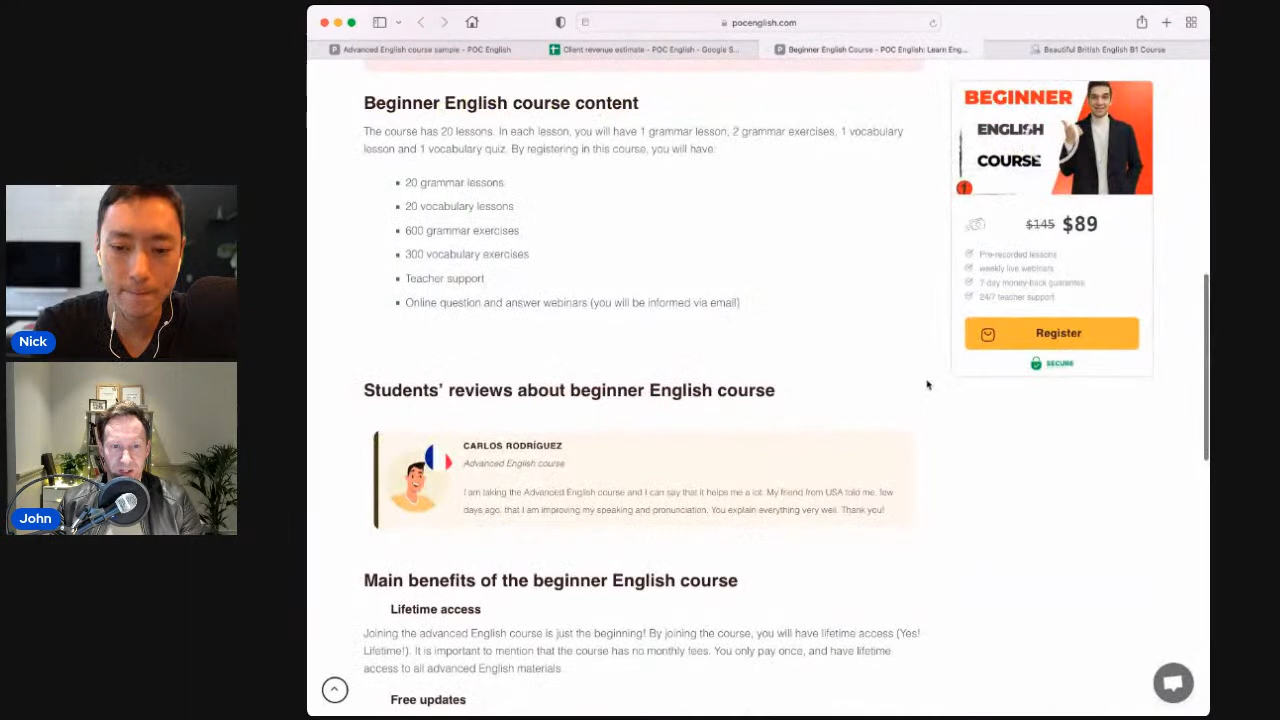 pocenglish.com
Advanced English course sample - POC English
Client revenue estimate - POC English - Google S...
Beginner English Course - POC English: Learn Eng...
Beautiful British English B1 Course
Beginner English course content
The course has 20 lessons. In each lesson, you will have 1 grammar lesson, 2 grammar exercises, 1 vocabulary
lesson and 1 vocabulary quiz. By registering in this course, you will have:
20 grammar lessons
20 vocabulary lessons
600 grammar exercises
300 vocabulary exercises
Teacher support
Online question and answer webinars (you will be informed via email)
BEGINNER
ENGLISH
COURSE
$145 $89
Pre-recorded lessons
weekly live webinars
7-day money-back guarantee
24/7 teacher support
Register
SECURE
Students' reviews about beginner English course
CARLOS RODRÍGUEZ
Advanced English course
I am taking the Advanced English course and I can say that it helps me a lot. My friend from USA told me, few
days ago, that I am improving my speaking and pronunciation. You explain everything very well. Thank you!
Main benefits of the beginner English course
Lifetime access
Joining the advanced English course is just the beginning! By joining the course, you will have lifetime access (Yes!
Lifetime!). It is important to mention that the course has no monthly fees. You only pay once, and have lifetime
access to all advanced English materials.
Free updates
Nick
John